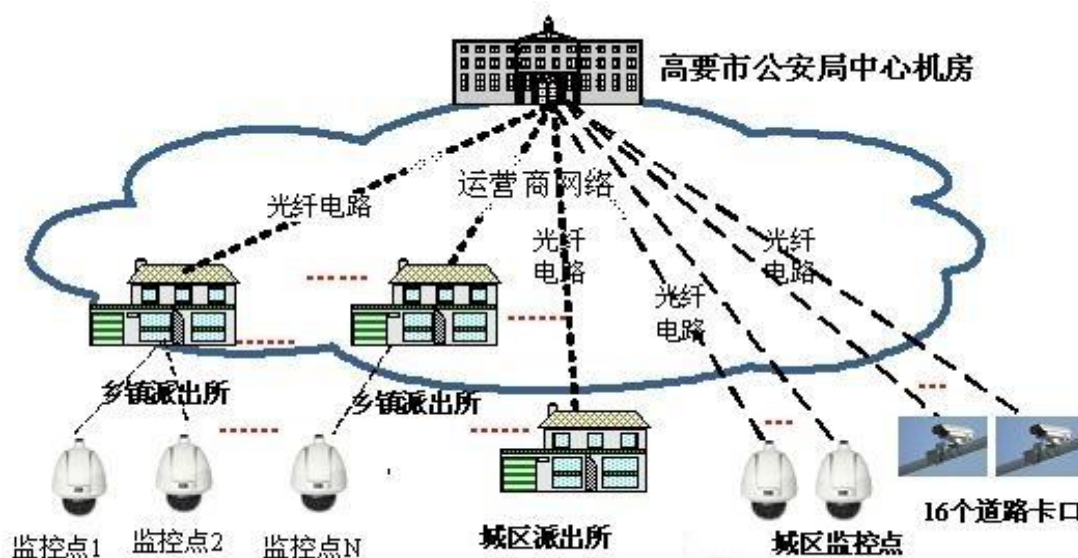 高要市公安局中心机房
运营商网络
光纤电路
光纤
电路
光纤
电路
光纤
电路
乡镇派出所
乡镇派出所
监控点1
监控点2
监控点N
城区派出所
城区监控点
16个道路卡口